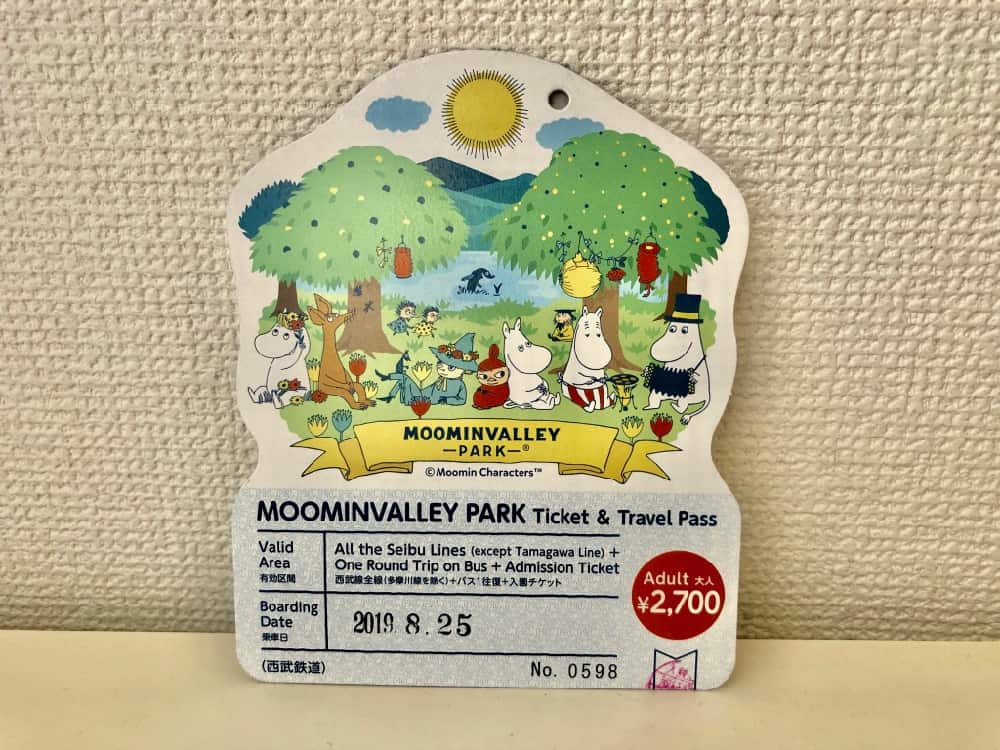 MOOMINVALLEY
—PARK—®
©Moomin Characters™
MOOMINVALLEY PARK Ticket & Travel Pass
Valid Area
有効区間
All the Seibu Lines (except Tamagawa Line) +
One Round Trip on Bus + Admission Ticket
西武線全線(多摩川線を除く)+バス往復+入園チケット
Adult 大人
¥2,700
Boarding Date
乗車日
2019. 8. 25
(西武鉄道)
No. 0598